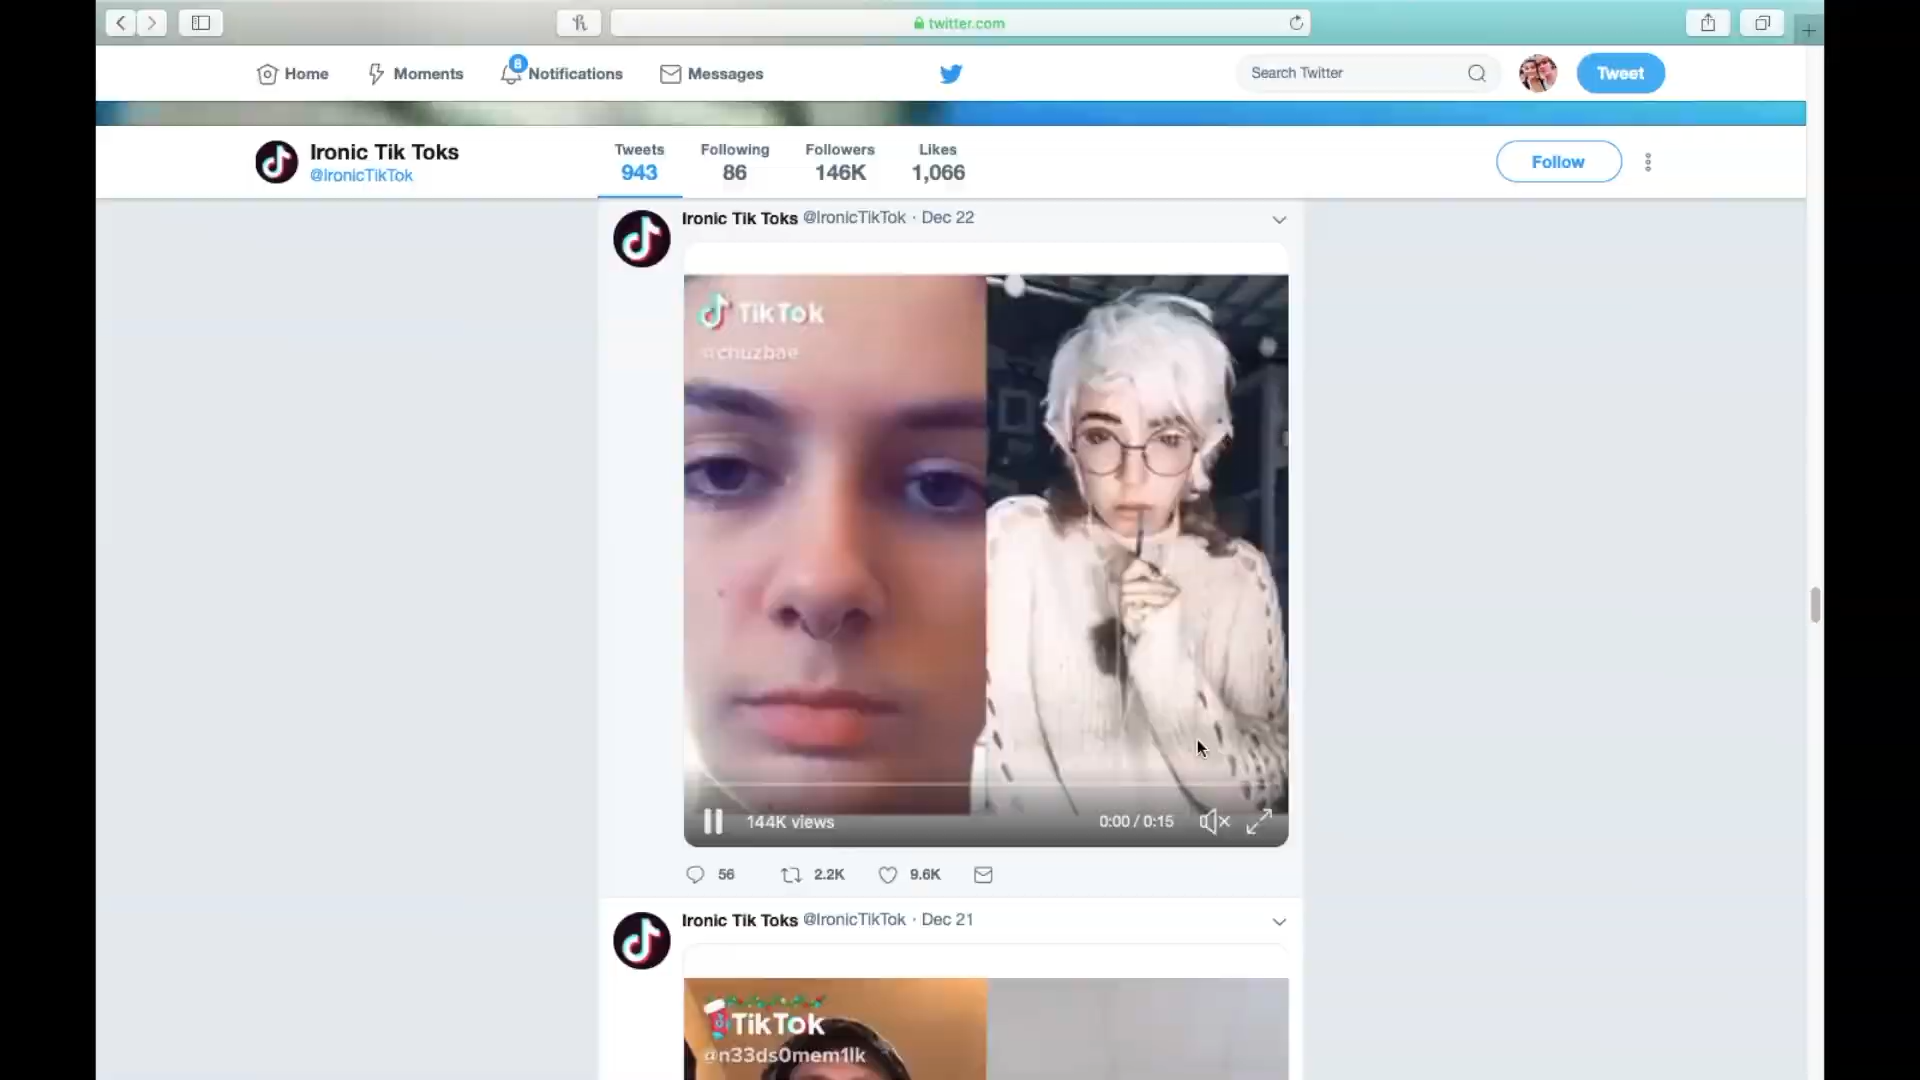 twitter.com
Home
Moments
8
Notifications
Messages
Search Twitter
Tweet
Ironic Tik Toks
@IronicTikTok
Tweets
943
Following
86
Followers
146K
Likes
1,066
Follow
Ironic Tik Toks @IronicTikTok · Dec 22
TikTok
@chuzbae
144K views
0:00 / 0:15
56
2.2K
9.6K
Ironic Tik Toks @IronicTikTok · Dec 21
TikTok
@n33ds0mem1lk